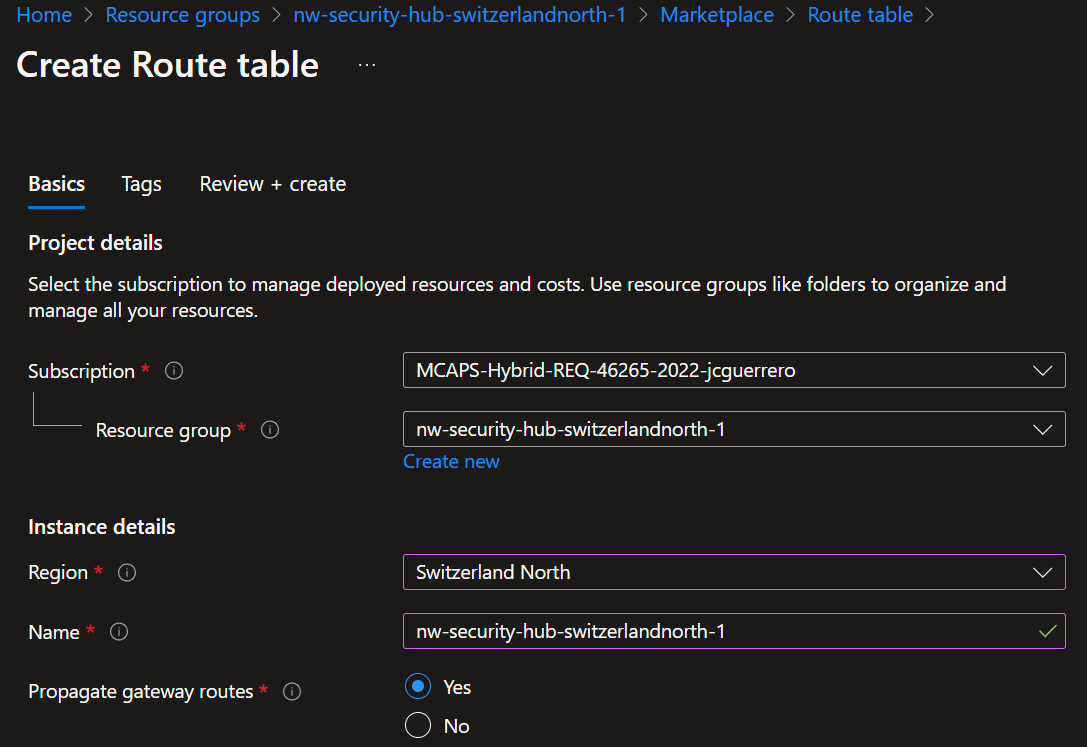 Home > Resource groups > nw-security-hub-switzerlandnorth-1 > Marketplace > Route table >
Create Route table ...
Basics Tags Review + create
Project details
Select the subscription to manage deployed resources and costs. Use resource groups like folders to organize and
manage all your resources.
Subscription * MCAPS-Hybrid-REQ-46265-2022-jcguerrero
Resource group * nw-security-hub-switzerlandnorth-1
Create new
Instance details
Region * Switzerland North
Name * nw-security-hub-switzerlandnorth-1
Propagate gateway routes * Yes
No